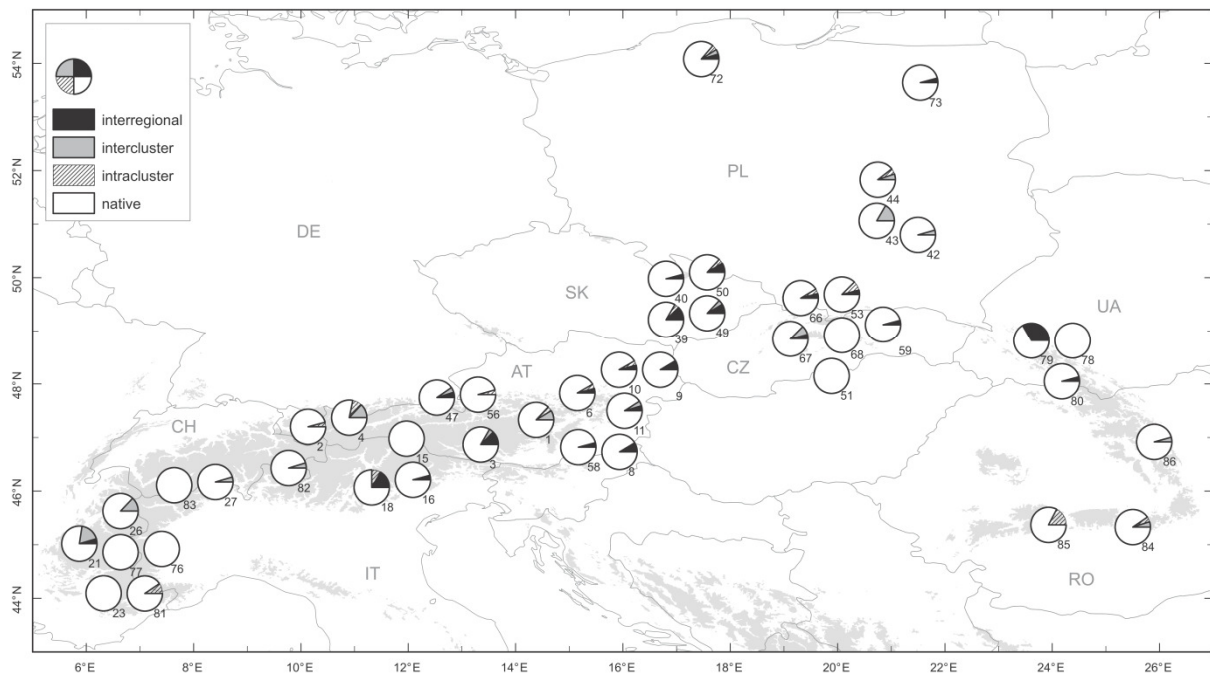 54°N
52°N
50°N
48°N
46°N
44°N
interregional
intercluster
intracluster
native
72
73
PL
44
43
42
DE
SK
40
50
39
49
66
53
67
68
59
51
CZ
UA
79
78
80
86
85
84
RO
AT
10
9
6
11
47
56
1
58
8
3
CH
2
4
15
82
18
16
83
27
26
21
77
76
23
81
IT
6°E
8°E
10°E
12°E
14°E
16°E
18°E
20°E
22°E
24°E
26°E